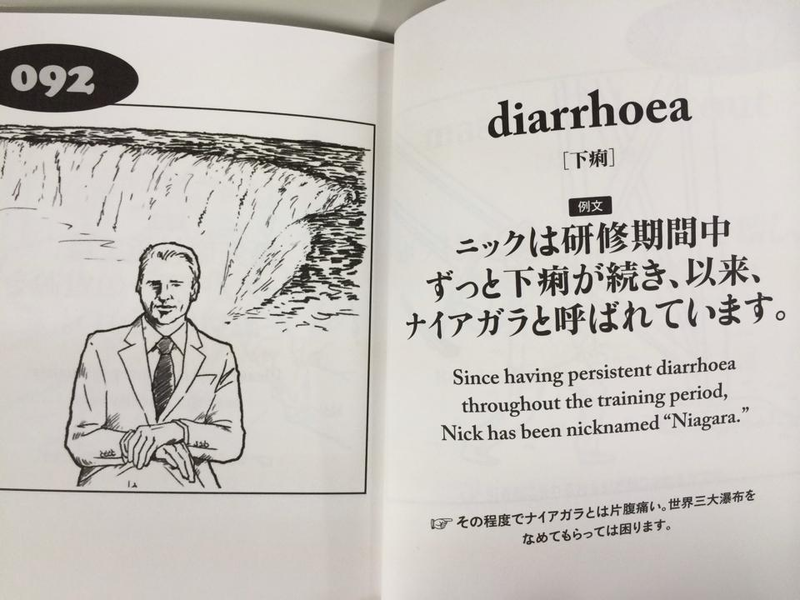 092
diarrhoea
[下痢]
例文
ニックは研修期間中
ずっと下痢が続き、以来、
ナイアガラと呼ばれています。
Since having persistent diarrhoea
throughout the training period,
Nick has been nicknamed “Niagara.”
☞ その程度でナイアガラとは片腹痛い。世界三大瀑布を
なめてもらっては困ります。